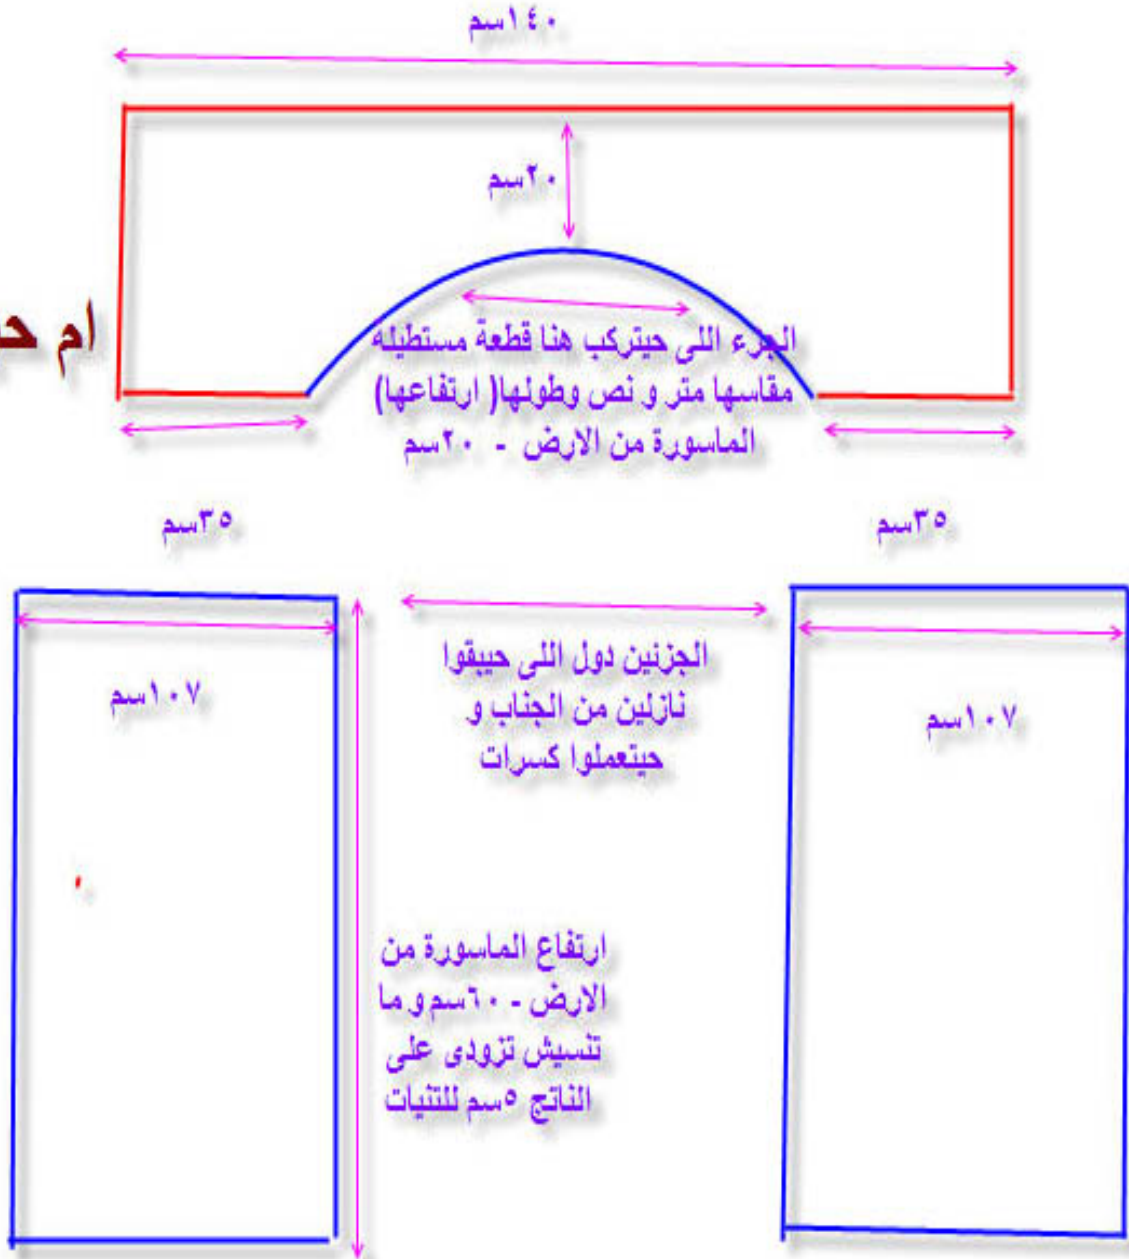 ١٤٠سم
٢٠سم
ام
الجزء اللى حيتركب هنا قطعة مستطيله
مقاسها متر و نص وطولها( ارتفاعها)
الماسورة من الارض - ٢٠سم
٣٥سم
٣٥سم
١٠٧سم
الجزئين دول اللى حيبقوا
نازلين من الجناب و
حيتعملوا كسرات
١٠٧سم
ارتفاع الماسورة من
الارض - ٦٠سم و ما
تنسيش تزودى على
الناتج ٥سم للتنيات